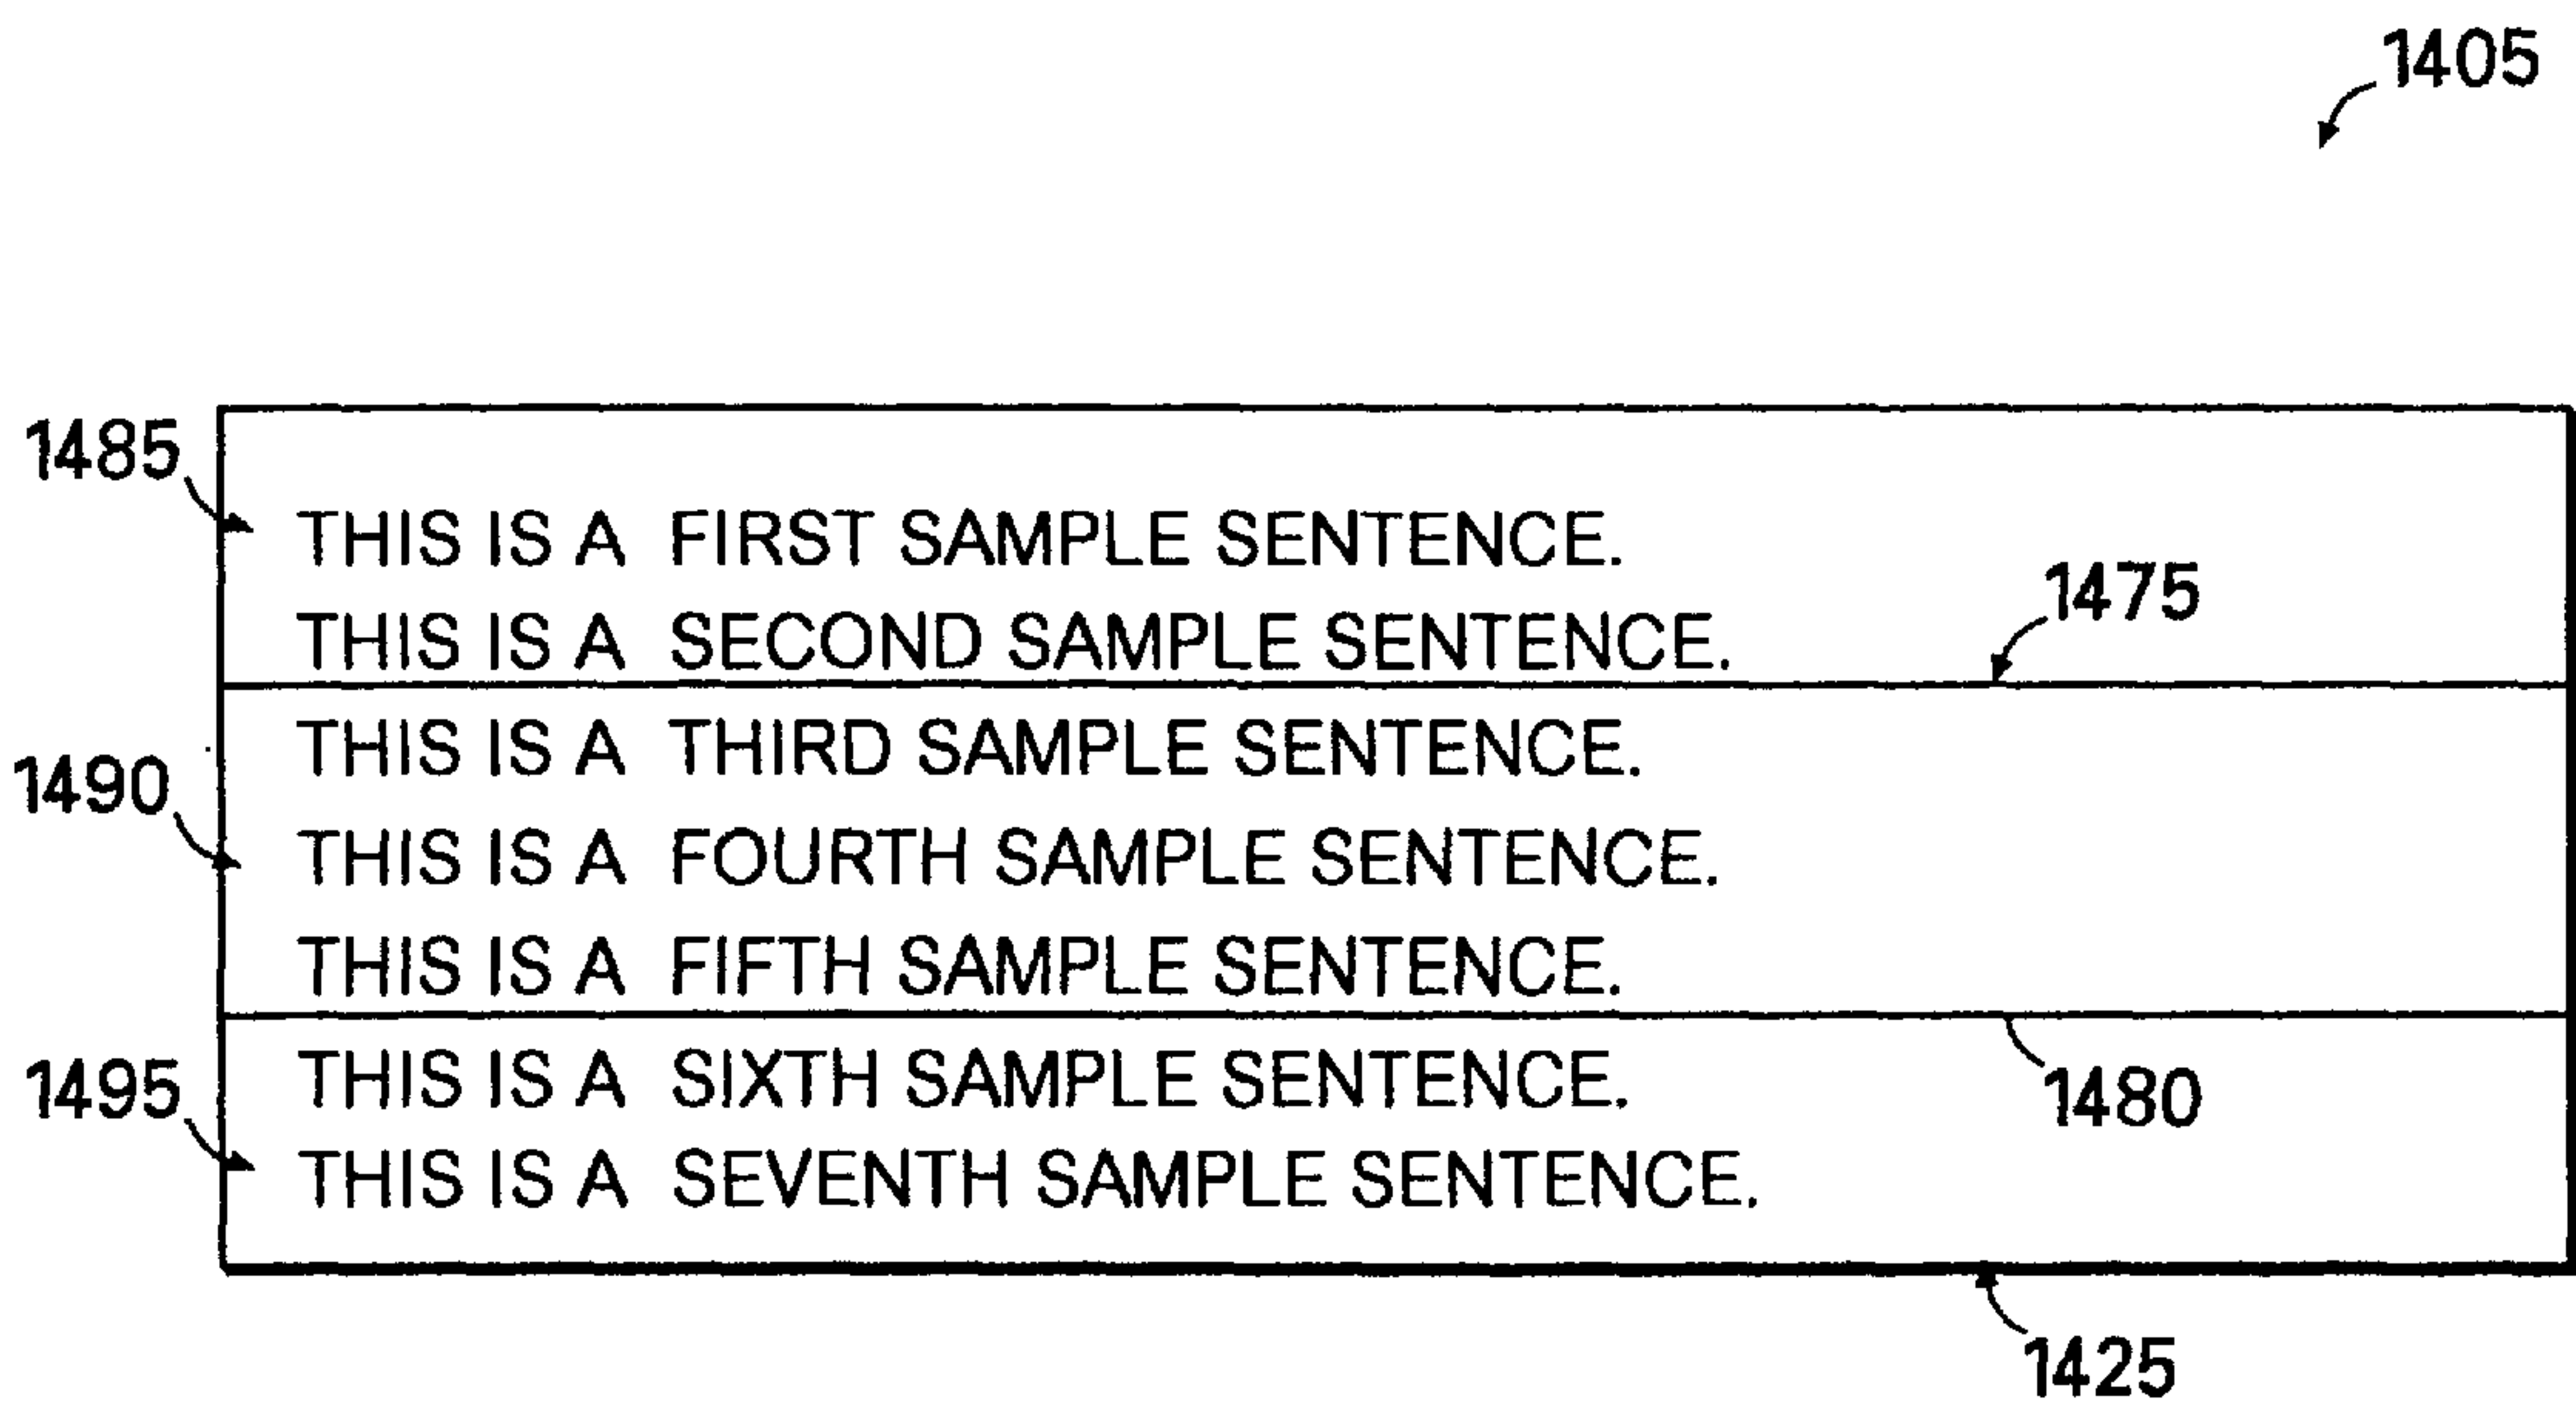 1405
1485
THIS IS A FIRST SAMPLE SENTENCE.
1475
THIS IS A SECOND SAMPLE SENTENCE.
THIS IS A THIRD SAMPLE SENTENCE.
1490
THIS IS A FOURTH SAMPLE SENTENCE.
THIS IS A FIFTH SAMPLE SENTENCE.
1495
THIS IS A SIXTH SAMPLE SENTENCE.
1480
THIS IS A SEVENTH SAMPLE SENTENCE.
1425